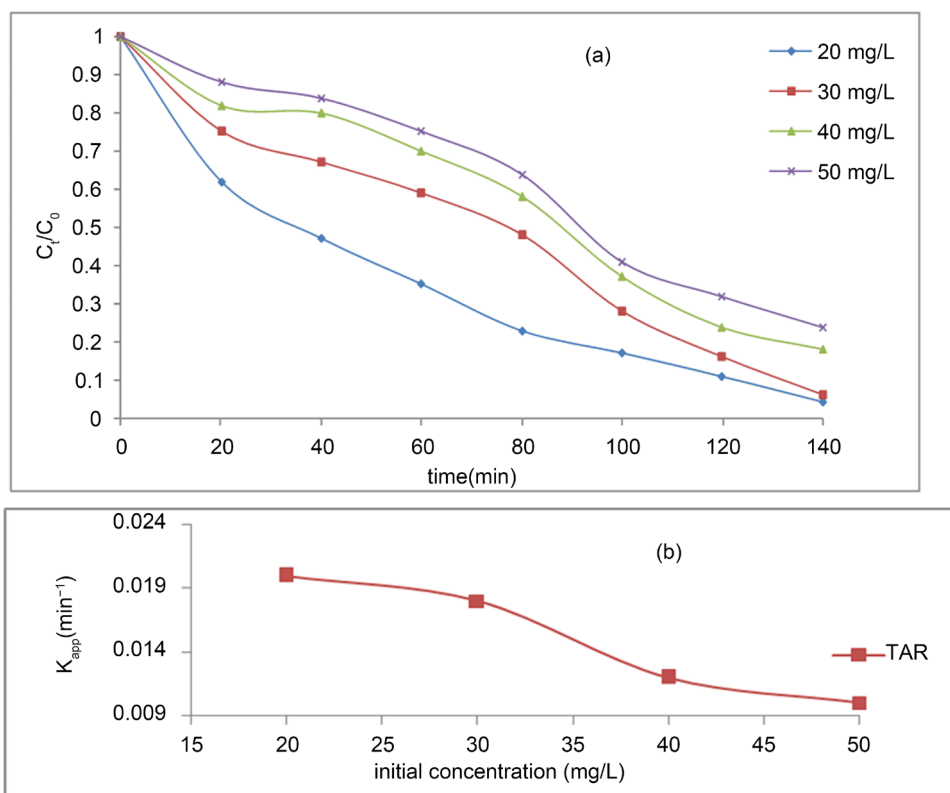 (a)
20 mg/L
30 mg/L
40 mg/L
50 mg/L
1
0.9
0.8
0.7
0.6
0.5
0.4
0.3
0.2
0.1
0
Cₜ/C₀
0 20 40 60 80 100 120 140
time(min)
(b)
0.024
0.019
0.014
0.009
Kₐₚₚ(min⁻¹)
TAR
15 20 25 30 35 40 45 50
initial concentration (mg/L)